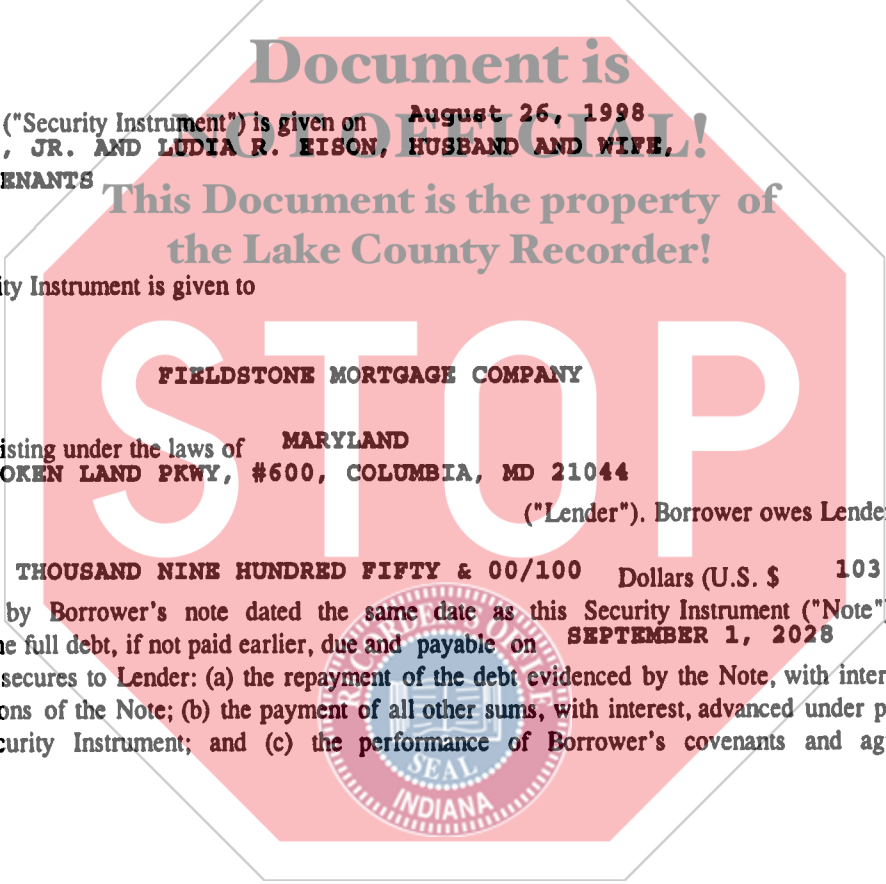 Document is
("Security Instrument") is given on August 26, 1998
NOT OFFICIAL!
, JR. AND LUDIA R. EISON, HUSBAND AND WIFE,
ENANTS
This Document is the property of
the Lake County Recorder!
ity Instrument is given to
STOP
FIELDSTONE MORTGAGE COMPANY
isting under the laws of MARYLAND
OKEN LAND PKWY, #600, COLUMBIA, MD 21044
("Lender"). Borrower owes Lender
THOUSAND NINE HUNDRED FIFTY & 00/100 Dollars (U.S. $ 103
by Borrower's note dated the same date as this Security Instrument ("Note")
e full debt, if not paid earlier, due and payable on SEPTEMBER 1, 2028
secures to Lender: (a) the repayment of the debt evidenced by the Note, with inter
ons of the Note; (b) the payment of all other sums, with interest, advanced under p
curity Instrument; and (c) the performance of Borrower's covenants and ag
RECORDER'S OFFICE
SEAL
INDIANA